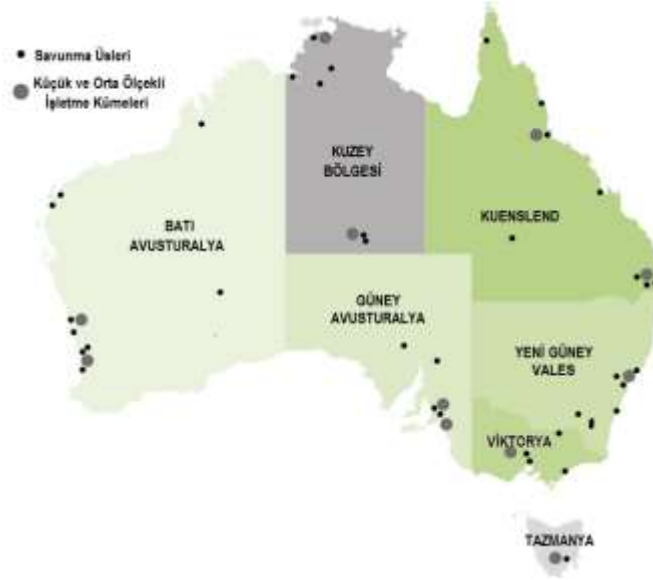 Savunma Üsleri
Küçük ve Orta Ölçekli
İşletme Kümeleri
KUZEY
BÖLGESİ
BATI
AVUSTURALYA
KUENSLEND
GÜNEY
AVUSTURALYA
YENİ GÜNEY
VALES
VİKTORYA
TAZMANYA